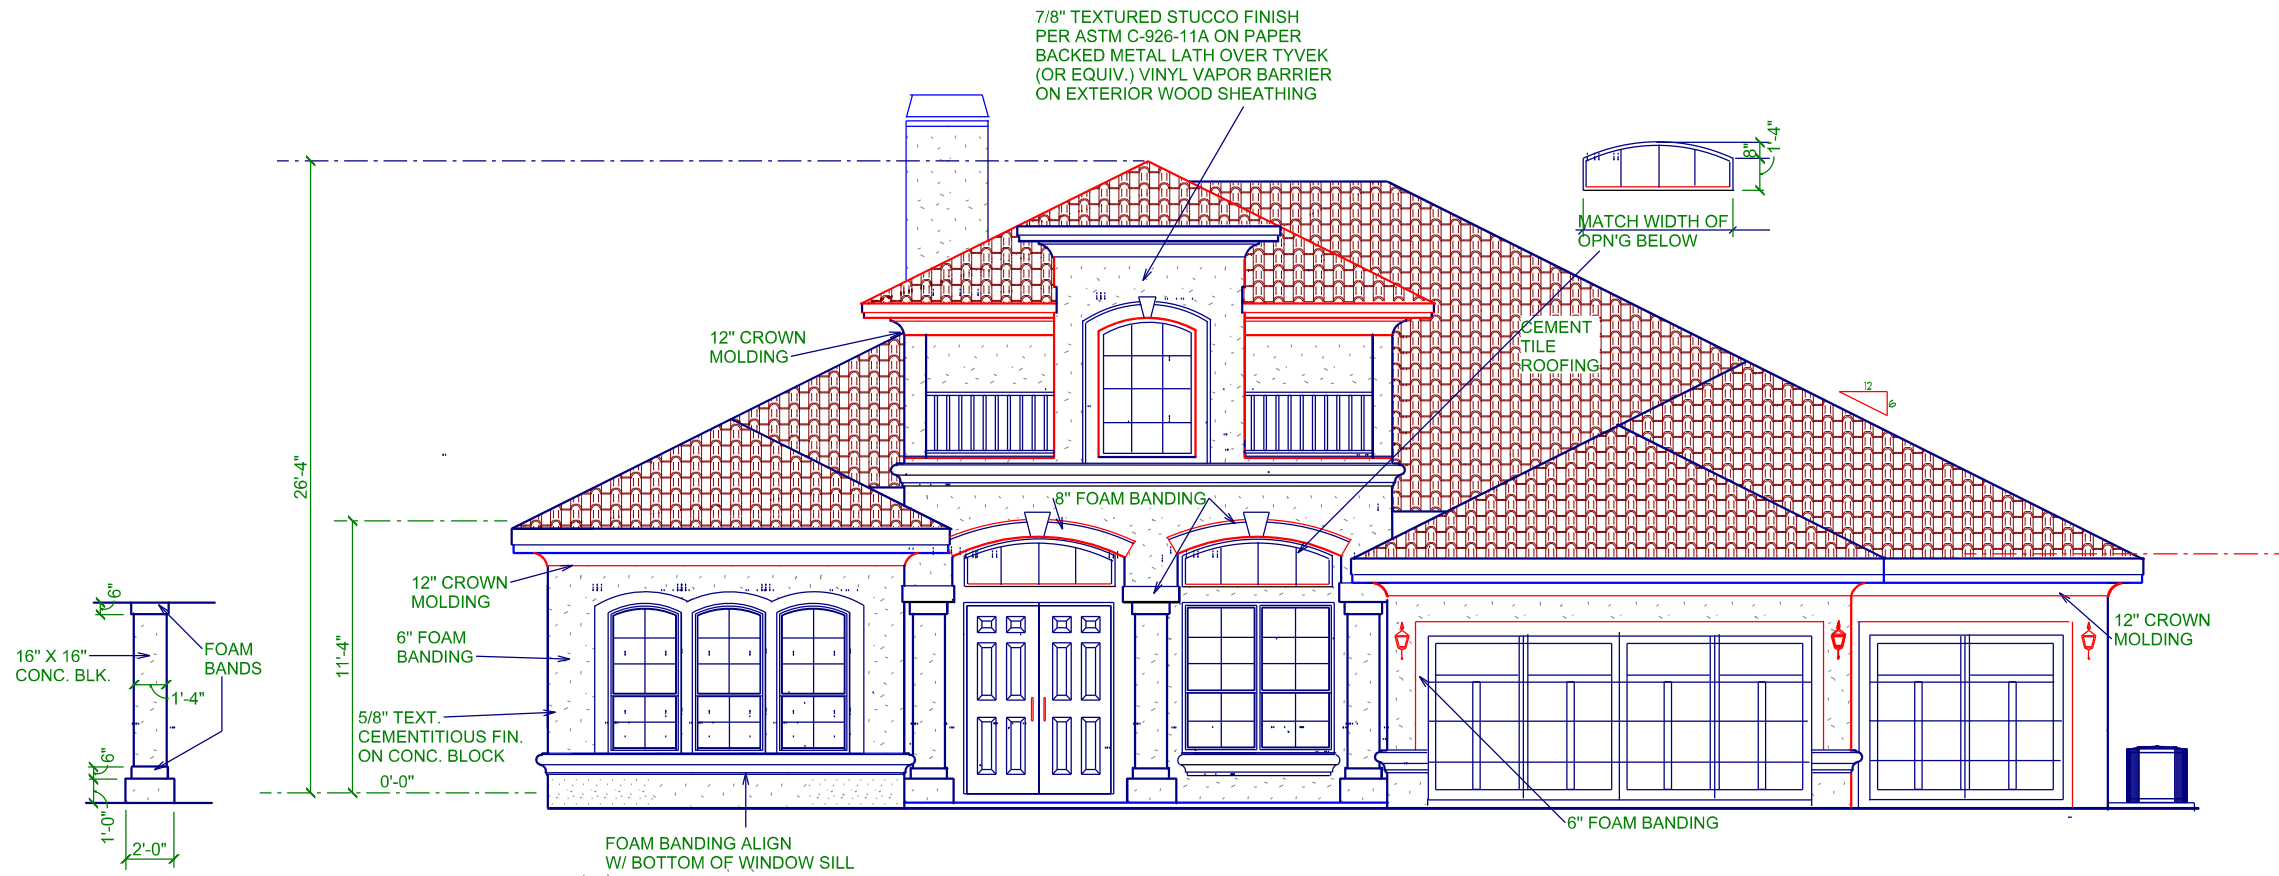 7/8" TEXTURED STUCCO FINISH
PER ASTM C-926-11A ON PAPER
BACKED METAL LATH OVER TYVEK
(OR EQUIV.) VINYL VAPOR BARRIER
ON EXTERIOR WOOD SHEATHING
8"
1'-4"
MATCH WIDTH OF
OPN'G BELOW
12" CROWN
MOLDING
CEMENT
TILE
ROOFING
12
6
26'-4"
8" FOAM BANDING
12" CROWN
MOLDING
6" FOAM
BANDING
11'-4"
5/8" TEXT.
CEMENTITIOUS FIN.
ON CONC. BLOCK
0'-0"
6"
16" X 16"
CONC. BLK.
FOAM
BANDS
1'-4"
6"
1'-0"
2'-0"
12" CROWN
MOLDING
6" FOAM BANDING
FOAM BANDING ALIGN
W/ BOTTOM OF WINDOW SILL